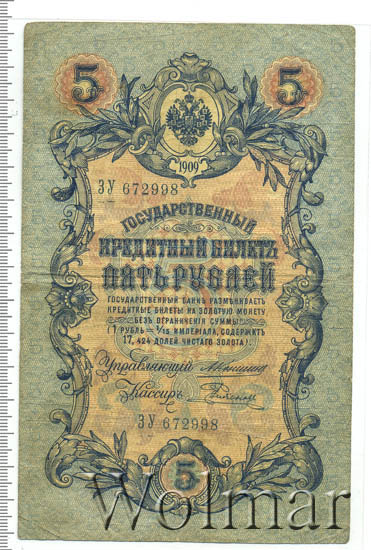 5 5
1909
ЗУ 672998
ГОСУДАРСТВЕННЫЙ
КРЕДИТНЫЙ БИЛЕТЪ
ПЯТЬ РУБЛЕЙ
ГОСУДАРСТВЕННЫЙ БАНКЪ РАЗМѢНИВАЕТЪ
КРЕДИТНЫЕ БИЛЕТЫ НА ЗОЛОТУЮ МОНЕТУ
БЕЗЪ ОГРАНИЧЕНІЯ СУММЫ
(1 РУБЛЬ = 1/15 ИМПЕРІАЛА, СОДЕРЖИТЪ
17,424 ДОЛЕЙ ЧИСТАГО ЗОЛОТА).
Управляющій
Кассиръ
ЗУ 672998
5
Wolmar